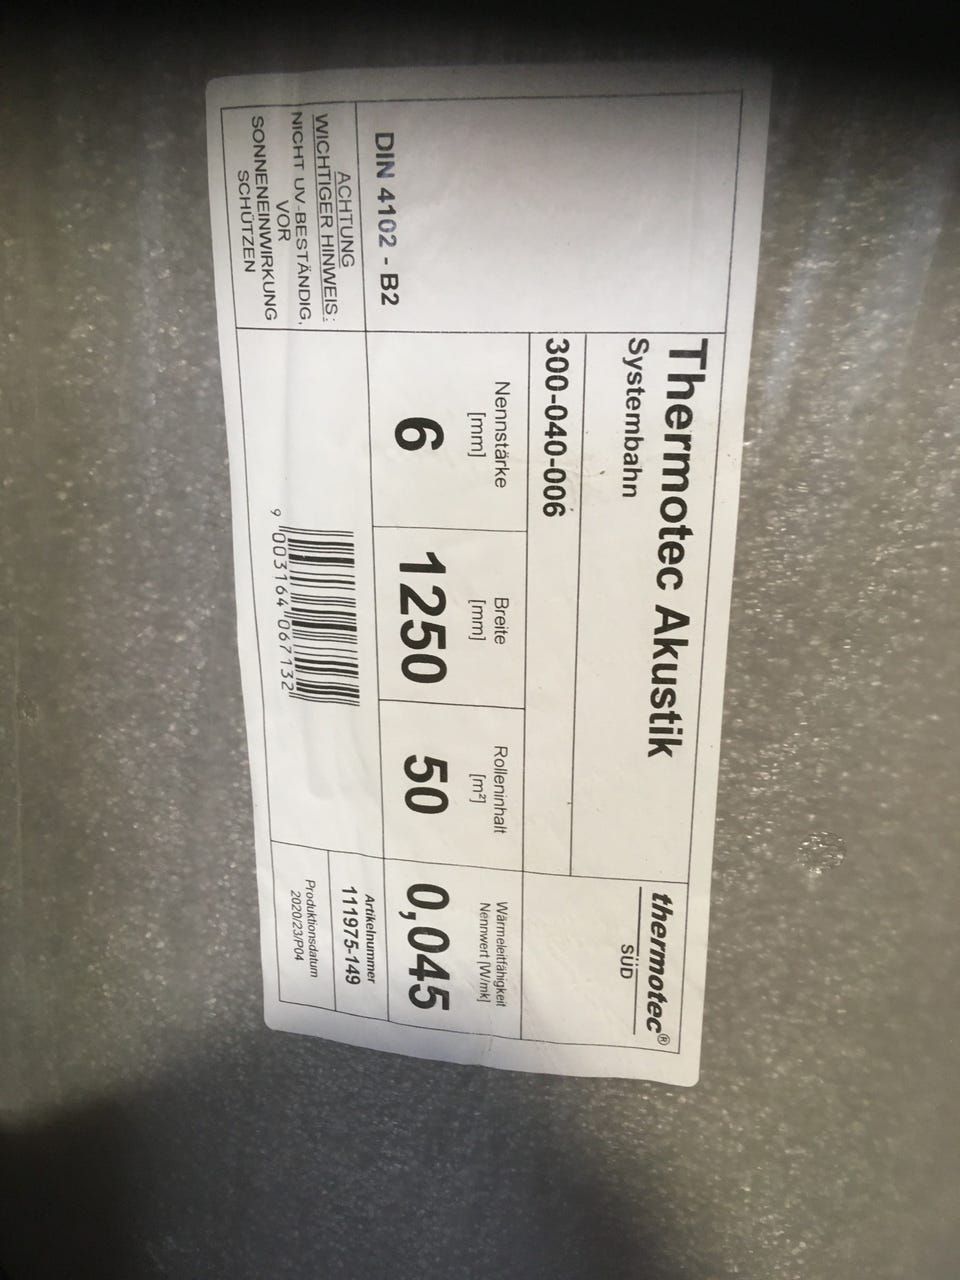 Thermotec Akustik
Systembahn
thermotec®
SÜD
300-040-006
DIN 4102 - B2
Nennstärke
[mm]
6
Breite
[mm]
1250
Rolleninhalt
[m²]
50
Wärmeleitfähigkeit
Nennwert [W/mk]
0,045
ACHTUNG
WICHTIGER HINWEIS:
NICHT UV-BESTÄNDIG,
VOR
SONNENEINWIRKUNG
SCHÜTZEN
9 003164 067132
Artikelnummer
111975-149
Produktionsdatum
2020/23/P04